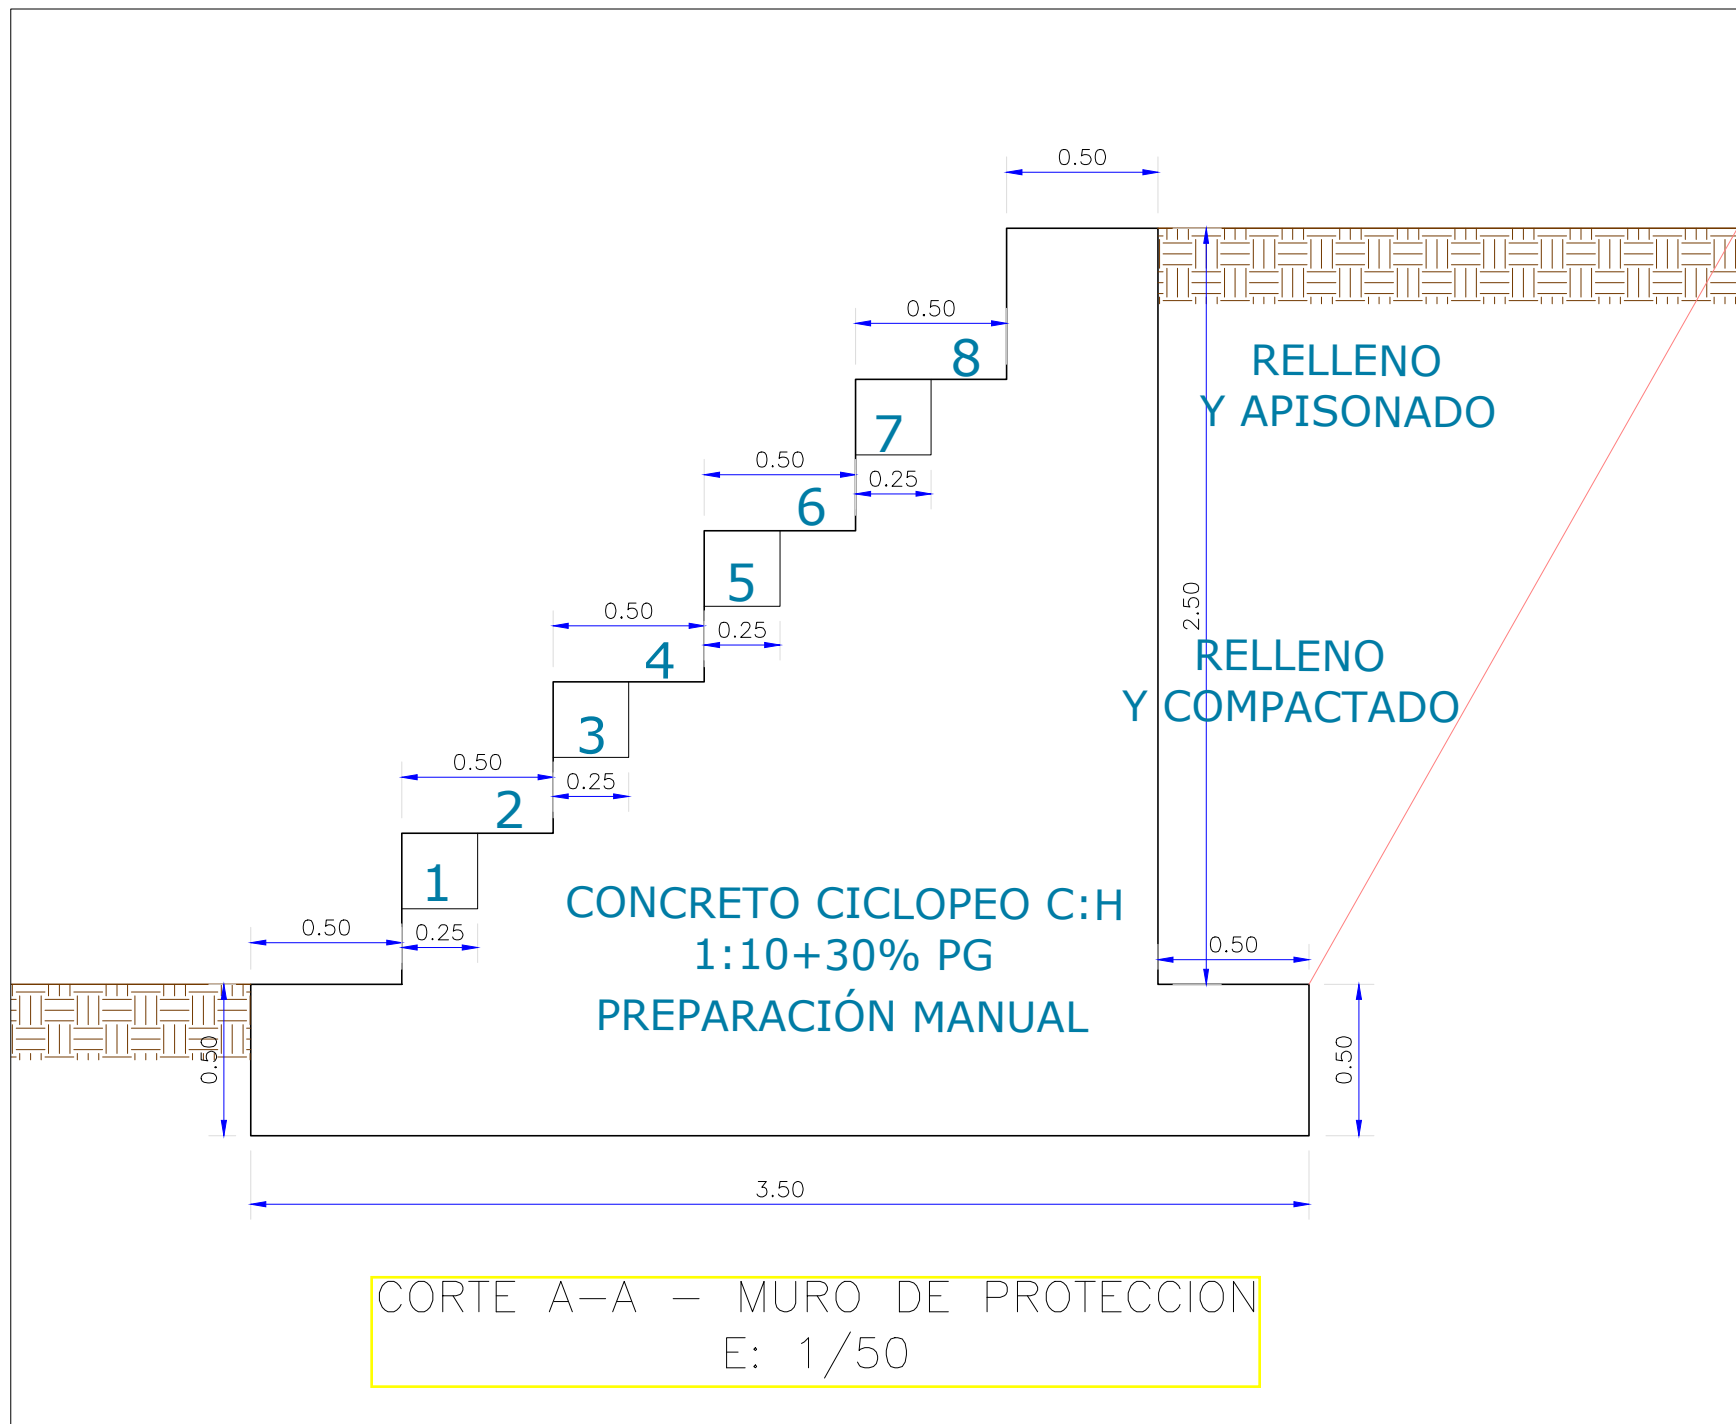 0.50
0.50
8
RELLENO
Y APISONADO
7
0.50
0.25
6
5
2.50
0.50
0.25
4
RELLENO
Y COMPACTADO
3
0.50
0.25
2
1
CONCRETO CICLOPEO C:H
1:10+30% PG
PREPARACIÓN MANUAL
0.50
0.25
0.50
0.50
0.50
3.50
CORTE A-A - MURO DE PROTECCION
E: 1/50